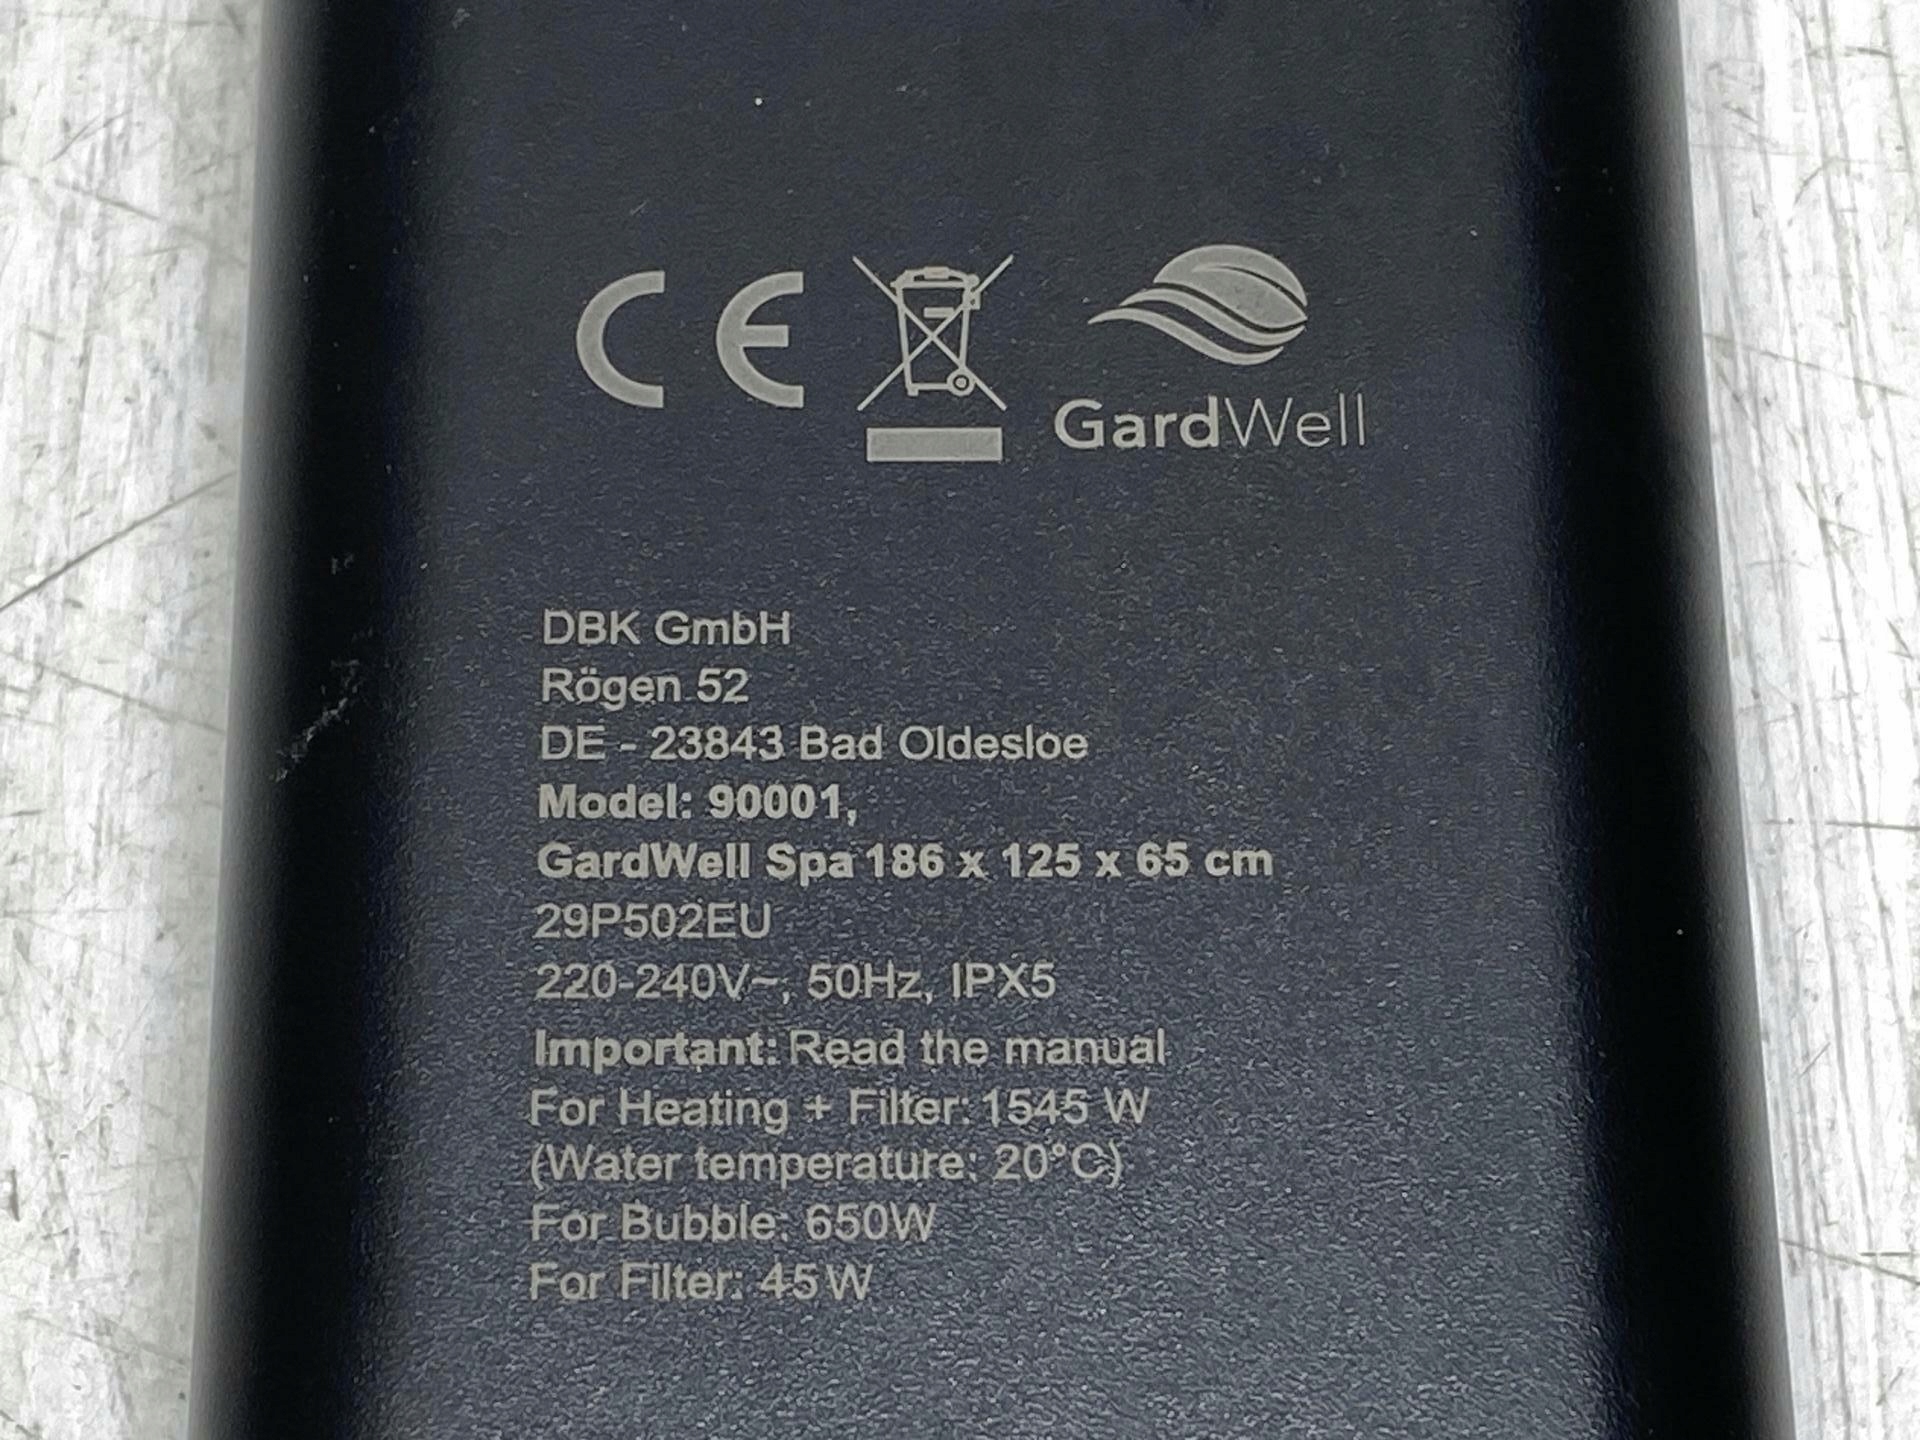 CE
GardWell
DBK GmbH
Rögen 52
DE - 23843 Bad Oldesloe
Model: 90001,
GardWell Spa 186 x 125 x 65 cm
29P502EU
220-240V~, 50Hz, IPX5
Important: Read the manual
For Heating + Filter: 1545 W
(Water temperature: 20°C)
For Bubble: 650W
For Filter: 45 W